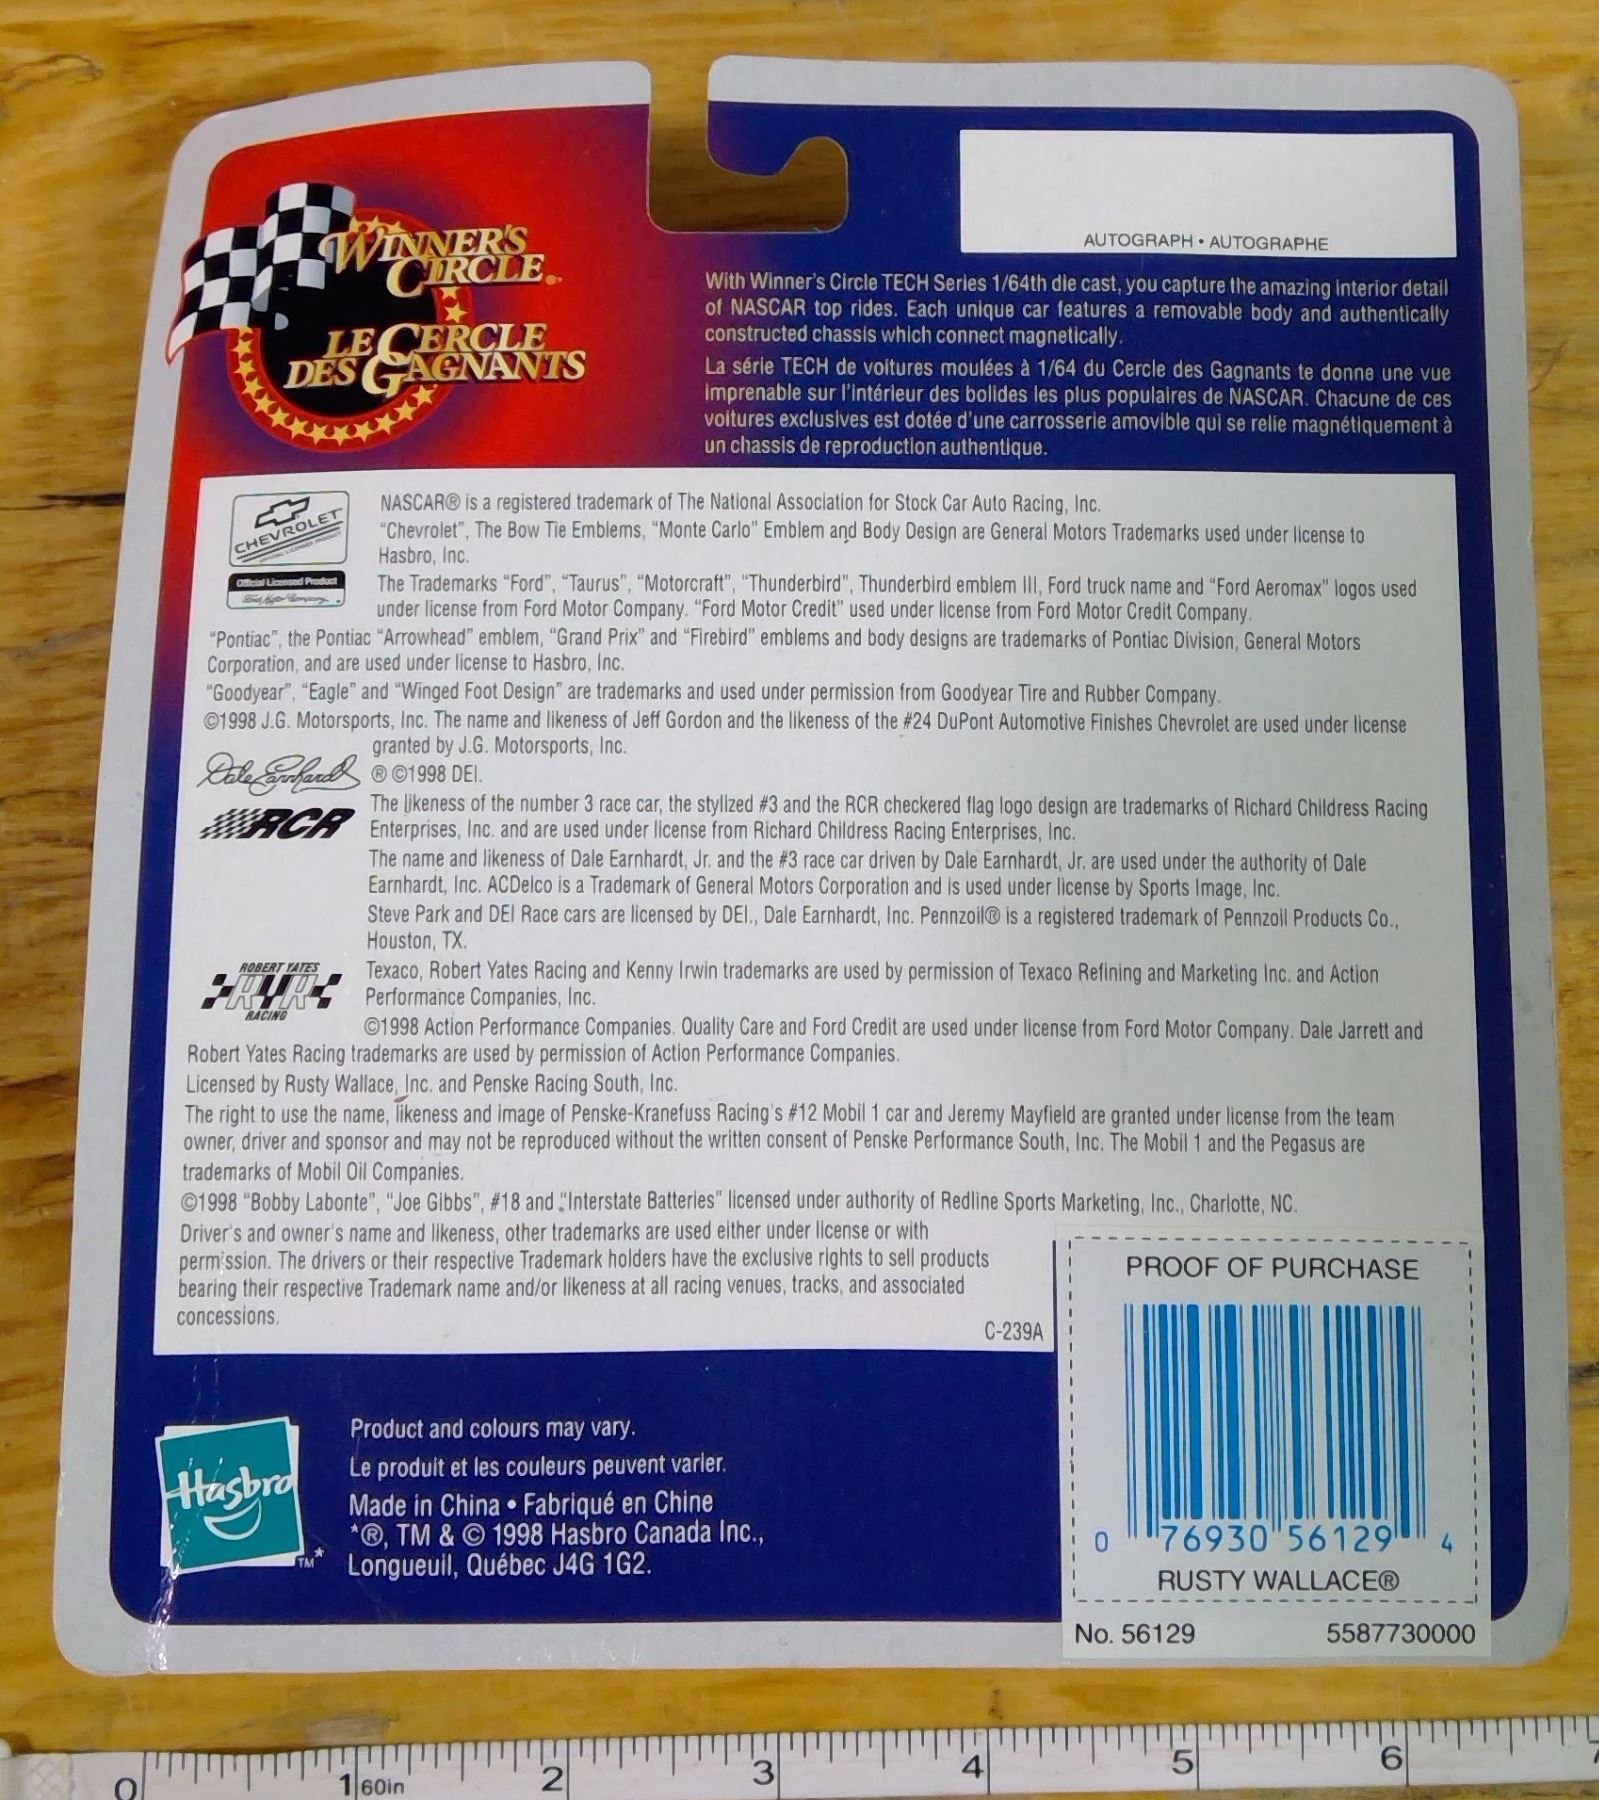 WINNER'S
CIRCLE
LE CERCLE
DES GAGNANTS
AUTOGRAPH • AUTOGRAPHE
With Winner's Circle TECH Series 1/64th die cast, you capture the amazing interior detail
of NASCAR top rides. Each unique car features a removable body and authentically
constructed chassis which connect magnetically.
La série TECH de voitures moulées à 1/64 du Cercle des Gagnants te donne une vue
imprenable sur l'intérieur des bolides les plus populaires de NASCAR. Chacune de ces
voitures exclusives est dotée d'une carrosserie amovible qui se relie magnétiquement à
un chassis de reproduction authentique.
CHEVROLET
OFFICIAL LICENSED PRODUCT
NASCAR® is a registered trademark of The National Association for Stock Car Auto Racing, Inc.
"Chevrolet", The Bow Tie Emblems, "Monte Carlo" Emblem and Body Design are General Motors Trademarks used under license to
Hasbro, Inc.
Official Licensed Product
Ford Motor Company
The Trademarks "Ford", "Taurus", "Motorcraft", "Thunderbird", Thunderbird emblem III, Ford truck name and "Ford Aeromax" logos used
under license from Ford Motor Company. "Ford Motor Credit" used under license from Ford Motor Credit Company.
"Pontiac", the Pontiac "Arrowhead" emblem, "Grand Prix" and "Firebird" emblems and body designs are trademarks of Pontiac Division, General Motors
Corporation, and are used under license to Hasbro, Inc.
"Goodyear", "Eagle" and "Winged Foot Design" are trademarks and used under permission from Goodyear Tire and Rubber Company.
©1998 J.G. Motorsports, Inc. The name and likeness of Jeff Gordon and the likeness of the #24 DuPont Automotive Finishes Chevrolet are used under license
granted by J.G. Motorsports, Inc.
Dale Earnhardt ® ©1998 DEI.
RCR
The likeness of the number 3 race car, the stylized #3 and the RCR checkered flag logo design are trademarks of Richard Childress Racing
Enterprises, Inc. and are used under license from Richard Childress Racing Enterprises, Inc.
The name and likeness of Dale Earnhardt, Jr. and the #3 race car driven by Dale Earnhardt, Jr. are used under the authority of Dale
Earnhardt, Inc. ACDelco is a Trademark of General Motors Corporation and is used under license by Sports Image, Inc.
Steve Park and DEI Race cars are licensed by DEI., Dale Earnhardt, Inc. Pennzoil® is a registered trademark of Pennzoil Products Co.,
Houston, TX.
ROBERT YATES
RYR
RACING
Texaco, Robert Yates Racing and Kenny Irwin trademarks are used by permission of Texaco Refining and Marketing Inc. and Action
Performance Companies, Inc.
©1998 Action Performance Companies. Quality Care and Ford Credit are used under license from Ford Motor Company. Dale Jarrett and
Robert Yates Racing trademarks are used by permission of Action Performance Companies.
Licensed by Rusty Wallace, Inc. and Penske Racing South, Inc.
The right to use the name, likeness and image of Penske-Kranefuss Racing's #12 Mobil 1 car and Jeremy Mayfield are granted under license from the team
owner, driver and sponsor and may not be reproduced without the written consent of Penske Performance South, Inc. The Mobil 1 and the Pegasus are
trademarks of Mobil Oil Companies.
©1998 "Bobby Labonte", "Joe Gibbs", #18 and "Interstate Batteries" licensed under authority of Redline Sports Marketing, Inc., Charlotte, NC.
Driver's and owner's name and likeness, other trademarks are used either under license or with
permission. The drivers or their respective Trademark holders have the exclusive rights to sell products
bearing their respective Trademark name and/or likeness at all racing venues, tracks, and associated
concessions.
C-239A
PROOF OF PURCHASE
0 76930 56129 4
RUSTY WALLACE®
No. 56129 5587730000
Hasbro
TM*
Product and colours may vary.
Le produit et les couleurs peuvent varier.
Made in China • Fabriqué en Chine
*®, TM & © 1998 Hasbro Canada Inc.,
Longueuil, Québec J4G 1G2.
0 1 60in 2 3 4 5 6 7